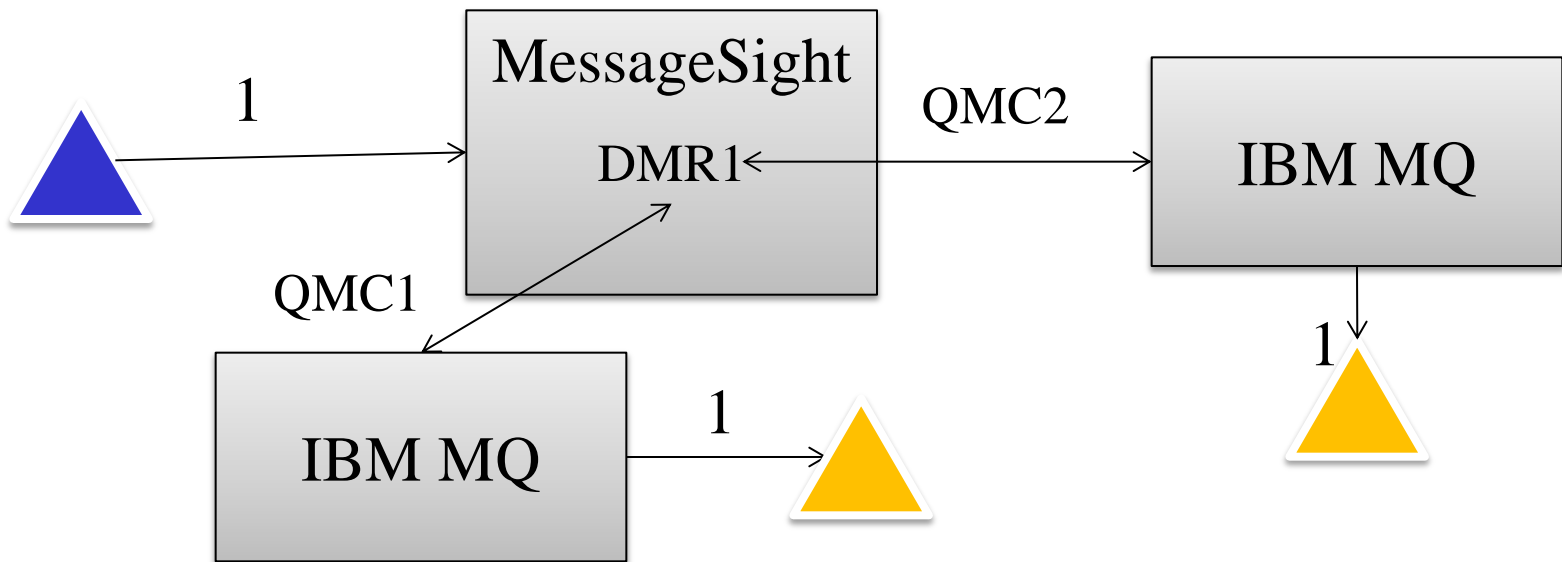 MessageSight
1
QMC2
DMR1
IBM MQ
QMC1
1
1
IBM MQ